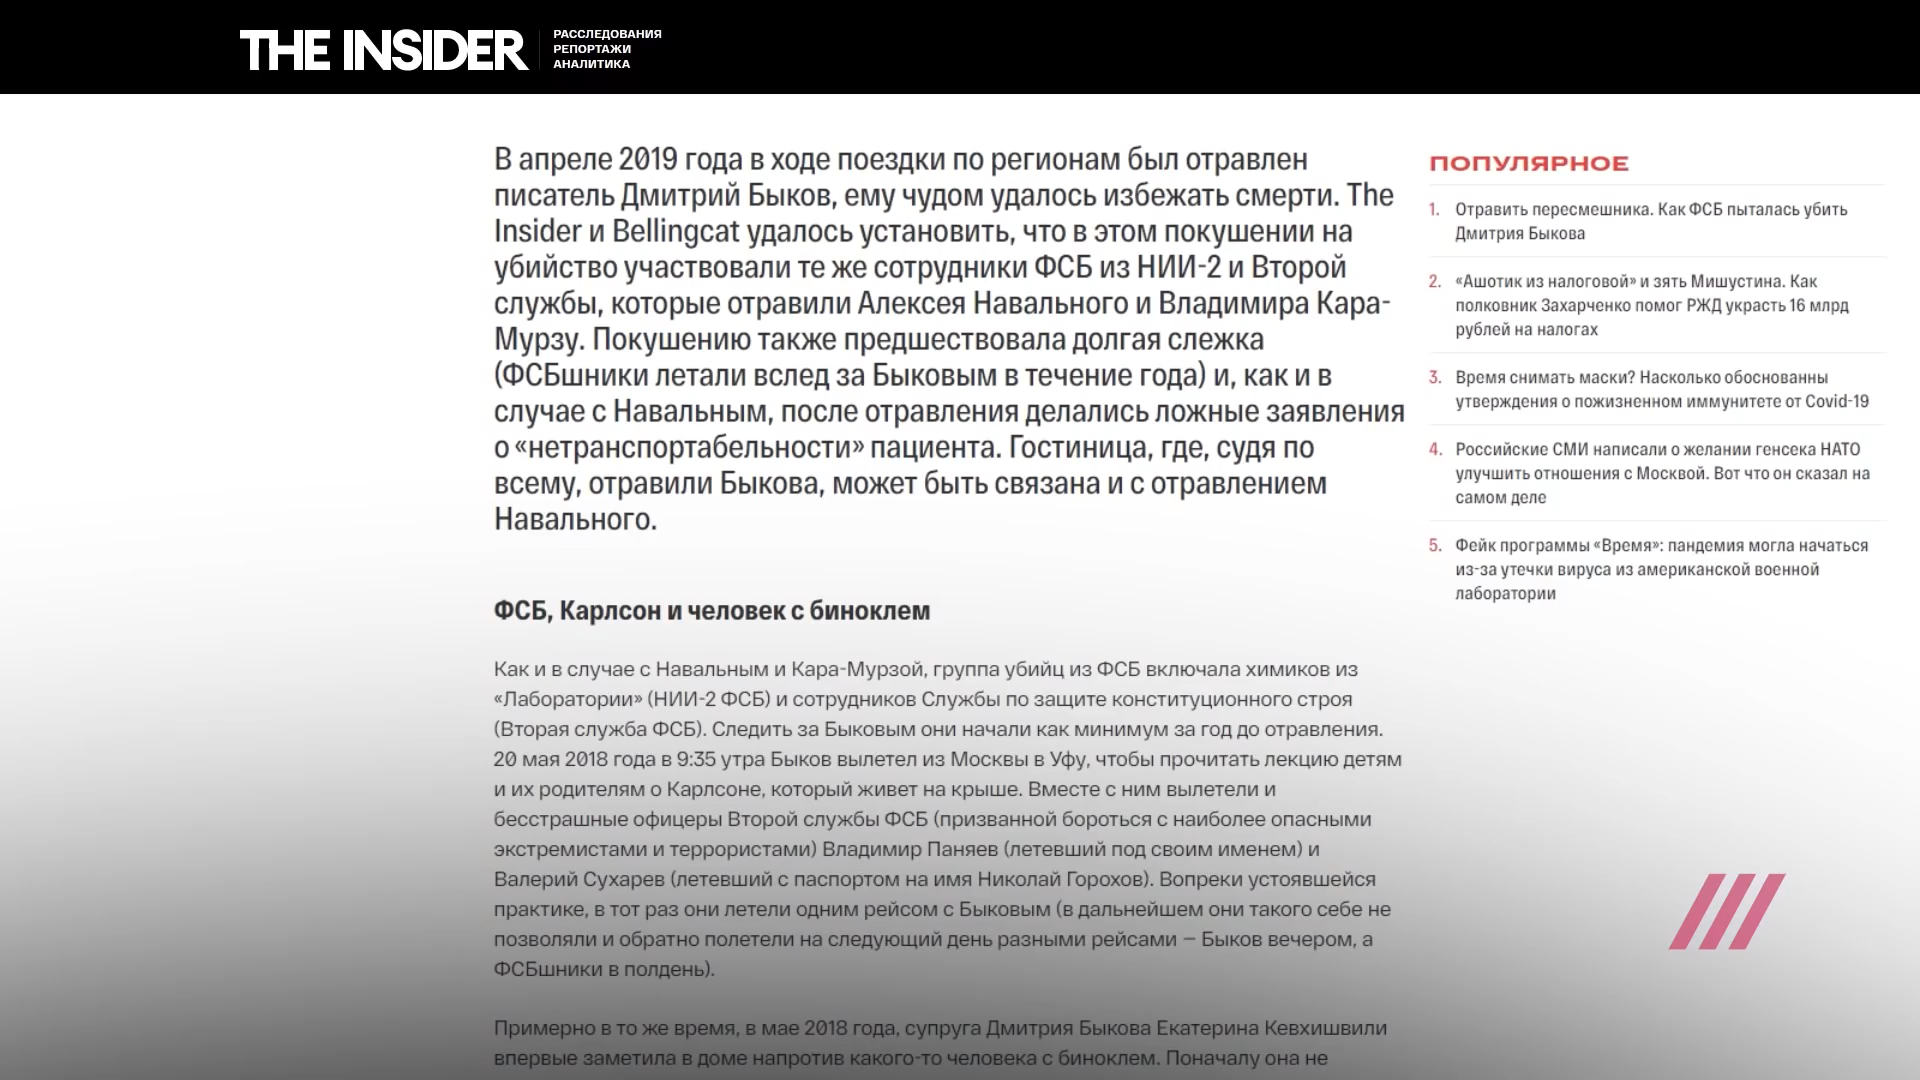 THE INSIDER
РАССЛЕДОВАНИЯ
РЕПОРТАЖИ
АНАЛИТИКА
В апреле 2019 года в ходе поездки по регионам был отравлен
писатель Дмитрий Быков, ему чудом удалось избежать смерти. The
Insider и Bellingcat удалось установить, что в этом покушении на
убийство участвовали те же сотрудники ФСБ из НИИ-2 и Второй
службы, которые отравили Алексея Навального и Владимира Кара-
Мурзу. Покушению также предшествовала долгая слежка
(ФСБшники летали вслед за Быковым в течение года) и, как и в
случае с Навальным, после отравления делались ложные заявления
о «нетранспортабельности» пациента. Гостиница, где, судя по
всему, отравили Быкова, может быть связана и с отравлением
Навального.
ФСБ, Карлсон и человек с биноклем
Как и в случае с Навальным и Кара-Мурзой, группа убийц из ФСБ включала химиков из
«Лаборатории» (НИИ-2 ФСБ) и сотрудников Службы по защите конституционного строя
(Вторая служба ФСБ). Следить за Быковым они начали как минимум за год до отравления.
20 мая 2018 года в 9:35 утра Быков вылетел из Москвы в Уфу, чтобы прочитать лекцию детям
и их родителям о Карлсоне, который живет на крыше. Вместе с ним вылетели и
бесстрашные офицеры Второй службы ФСБ (призванной бороться с наиболее опасными
экстремистами и террористами) Владимир Паняев (летевший под своим именем) и
Валерий Сухарев (летевший с паспортом на имя Николай Горохов). Вопреки устоявшейся
практике, в тот раз они летели одним рейсом с Быковым (в дальнейшем они такого себе не
позволяли и обратно полетели на следующий день разными рейсами — Быков вечером, а
ФСБшники в полдень).
Примерно в то же время, в мае 2018 года, супруга Дмитрия Быкова Екатерина Кевхишвили
впервые заметила в доме напротив какого-то человека с биноклем. Поначалу она не
ПОПУЛЯРНОЕ
1. Отравить пересмешника. Как ФСБ пыталась убить
Дмитрия Быкова
2. «Ашотик из налоговой» и зять Мишустина. Как
полковник Захарченко помог РЖД украсть 16 млрд
рублей на налогах
3. Время снимать маски? Насколько обоснованны
утверждения о пожизненном иммунитете от Covid-19
4. Российские СМИ написали о желании генсека НАТО
улучшить отношения с Москвой. Вот что он сказал на
самом деле
5. Фейк программы «Время»: пандемия могла начаться
из-за утечки вируса из американской военной
лаборатории